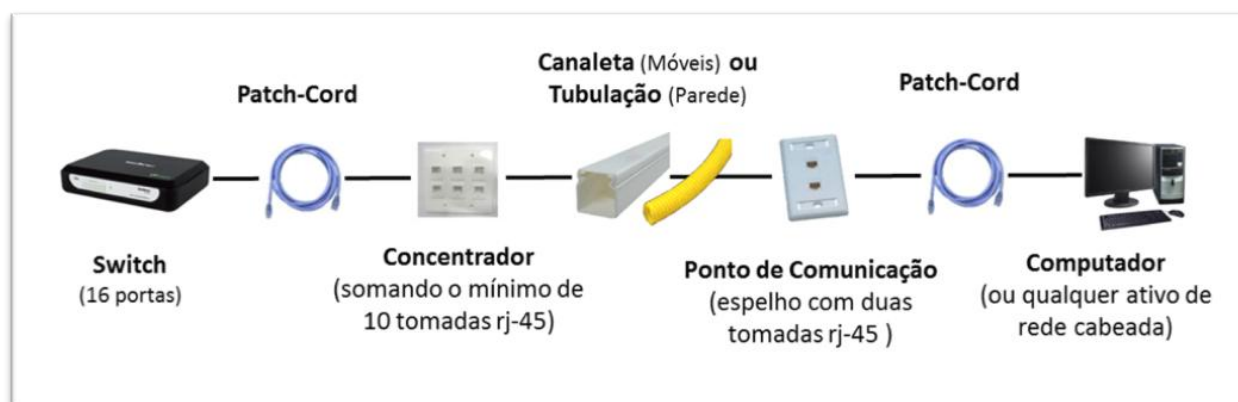 Canaleta (Móveis) ou
Tubulação (Parede)
Patch-Cord
Patch-Cord
Switch
(16 portas)
Concentrador
(somando o mínimo de
10 tomadas rj-45)
Ponto de Comunicação
(espelho com duas
tomadas rj-45 )
Computador
(ou qualquer ativo de
rede cabeada)